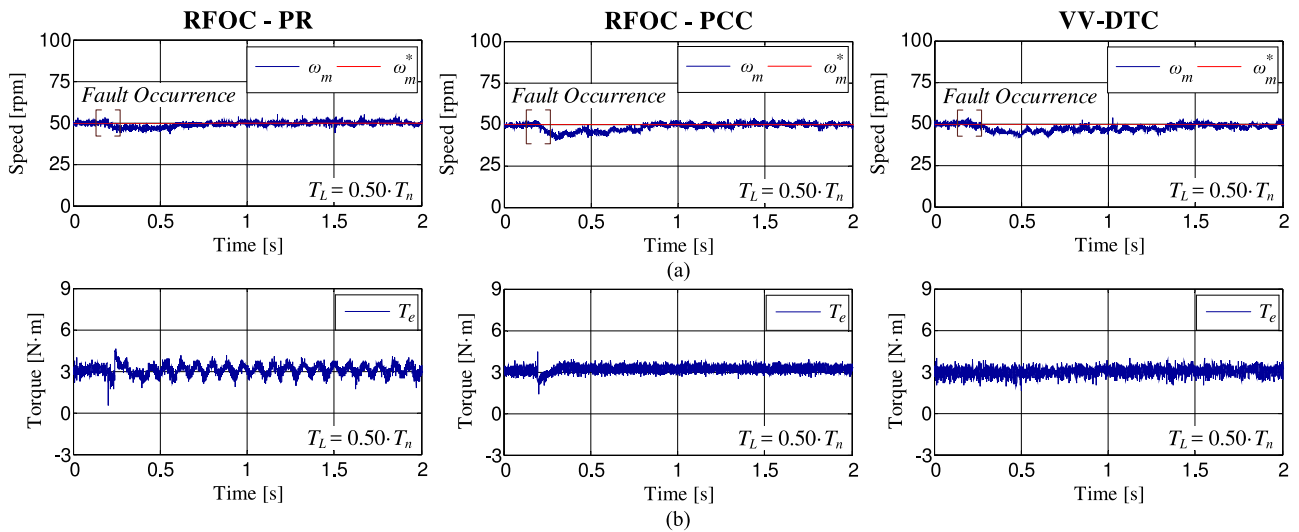 RFOC - PR
RFOC - PCC
VV-DTC
100
75
50
25
0
Speed [rpm]
ω_m
ω*_m
Fault Occurrence
T_L = 0.50· T_n
0 0.5 1 1.5 2
Time [s]
100
75
50
25
0
Speed [rpm]
ω_m
ω*_m
Fault Occurrence
T_L = 0.50· T_n
0 0.5 1 1.5 2
Time [s]
100
75
50
25
0
Speed [rpm]
ω_m
ω*_m
Fault Occurrence
T_L = 0.50· T_n
0 0.5 1 1.5 2
Time [s]
(a)
9
6
3
0
-3
Torque [N·m]
T_e
T_L = 0.50· T_n
0 0.5 1 1.5 2
Time [s]
9
6
3
0
-3
Torque [N·m]
T_e
T_L = 0.50· T_n
0 0.5 1 1.5 2
Time [s]
9
6
3
0
-3
Torque [N·m]
T_e
T_L = 0.50· T_n
0 0.5 1 1.5 2
Time [s]
(b)